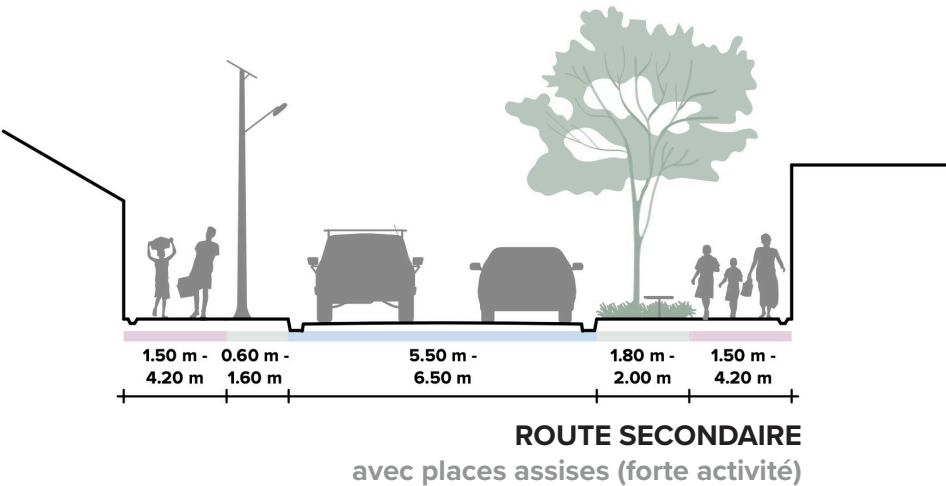 1.50 m - 0.60 m - 5.50 m - 1.80 m - 1.50 m -
4.20 m 1.60 m 6.50 m 2.00 m 4.20 m
ROUTE SECONDAIRE
avec places assises (forte activité)